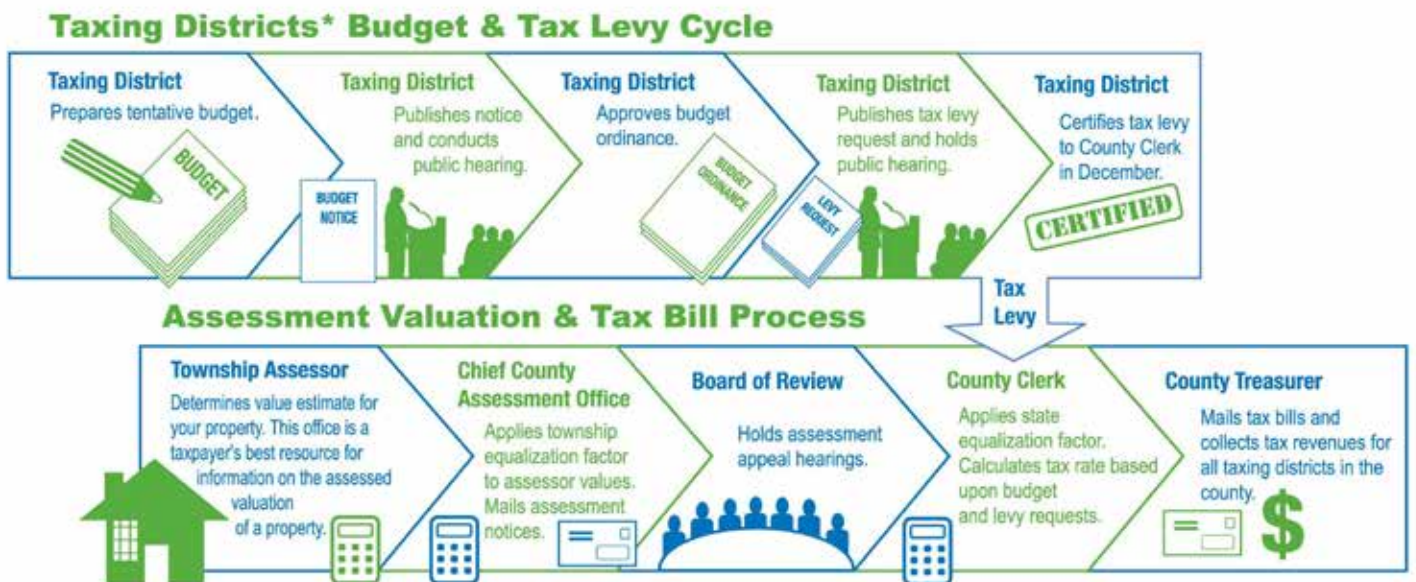 Taxing Districts* Budget & Tax Levy Cycle
Taxing District
Prepares tentative budget.
BUDGET
Taxing District
Publishes notice
and conducts
public hearing.
BUDGET
NOTICE
Taxing District
Approves budget
ordinance.
BUDGET
ORDINANCE
Taxing District
Publishes tax levy
request and holds
public hearing.
LEVY
REQUEST
Taxing District
Certifies tax levy
to County Clerk
in December.
CERTIFIED
Tax
Levy
Assessment Valuation & Tax Bill Process
Township Assessor
Determines value estimate for
your property. This office is a
taxpayer's best resource for
information on the assessed
valuation
of a property.
Chief County
Assessment Office
Applies township
equalization factor
to assessor values.
Mails assessment
notices.
Board of Review
Holds assessment
appeal hearings.
County Clerk
Applies state
equalization factor.
Calculates tax rate based
upon budget
and levy requests.
County Treasurer
Mails tax bills and
collects tax revenues for
all taxing districts in the
county.
$